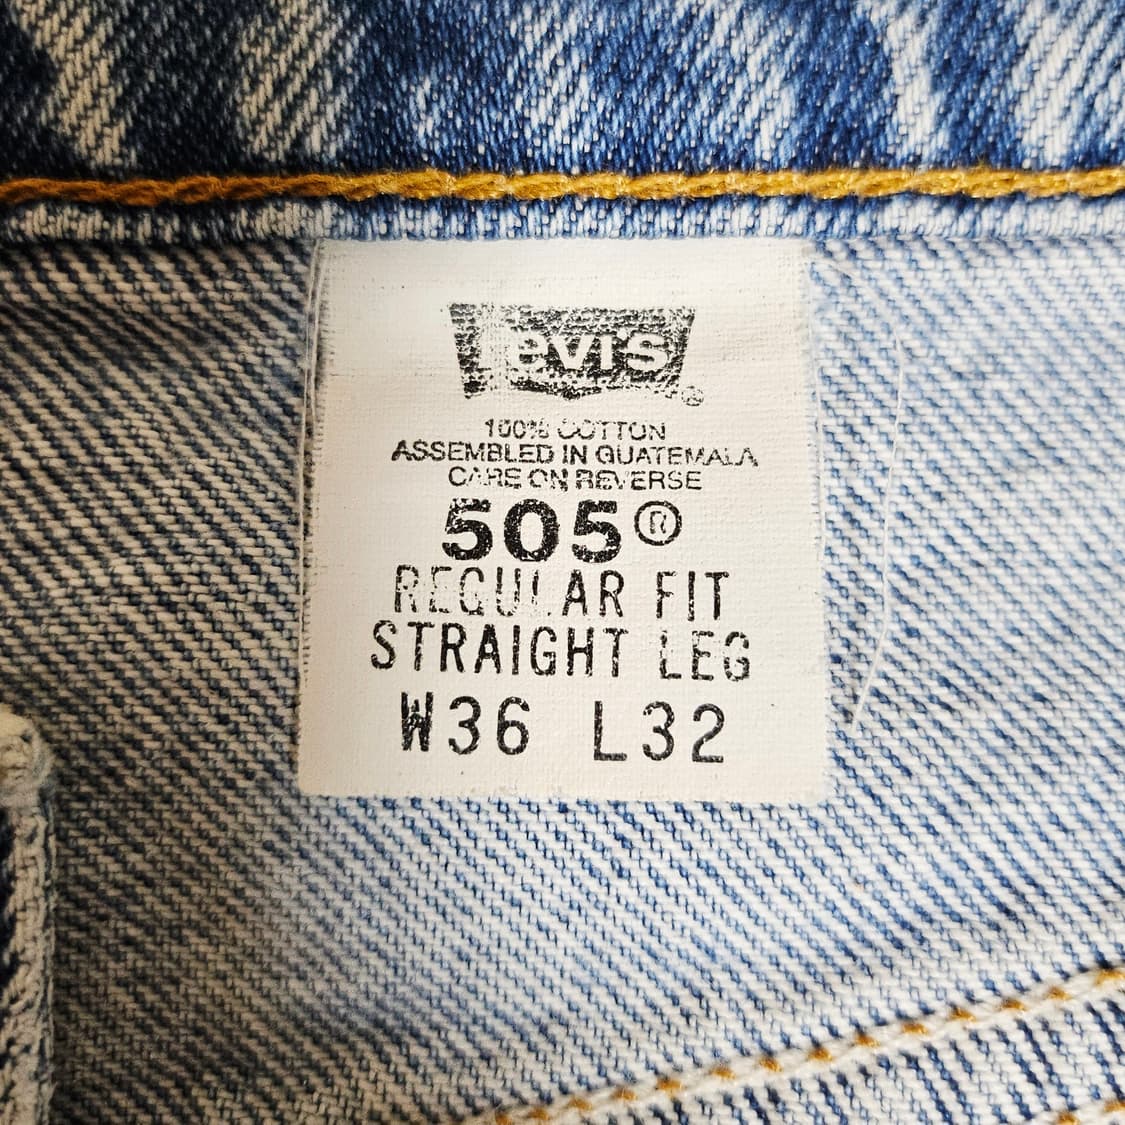 Levi's®
100% COTTON
ASSEMBLED IN GUATEMALA
CARE ON REVERSE
505®
REGULAR FIT
STRAIGHT LEG
W36 L32